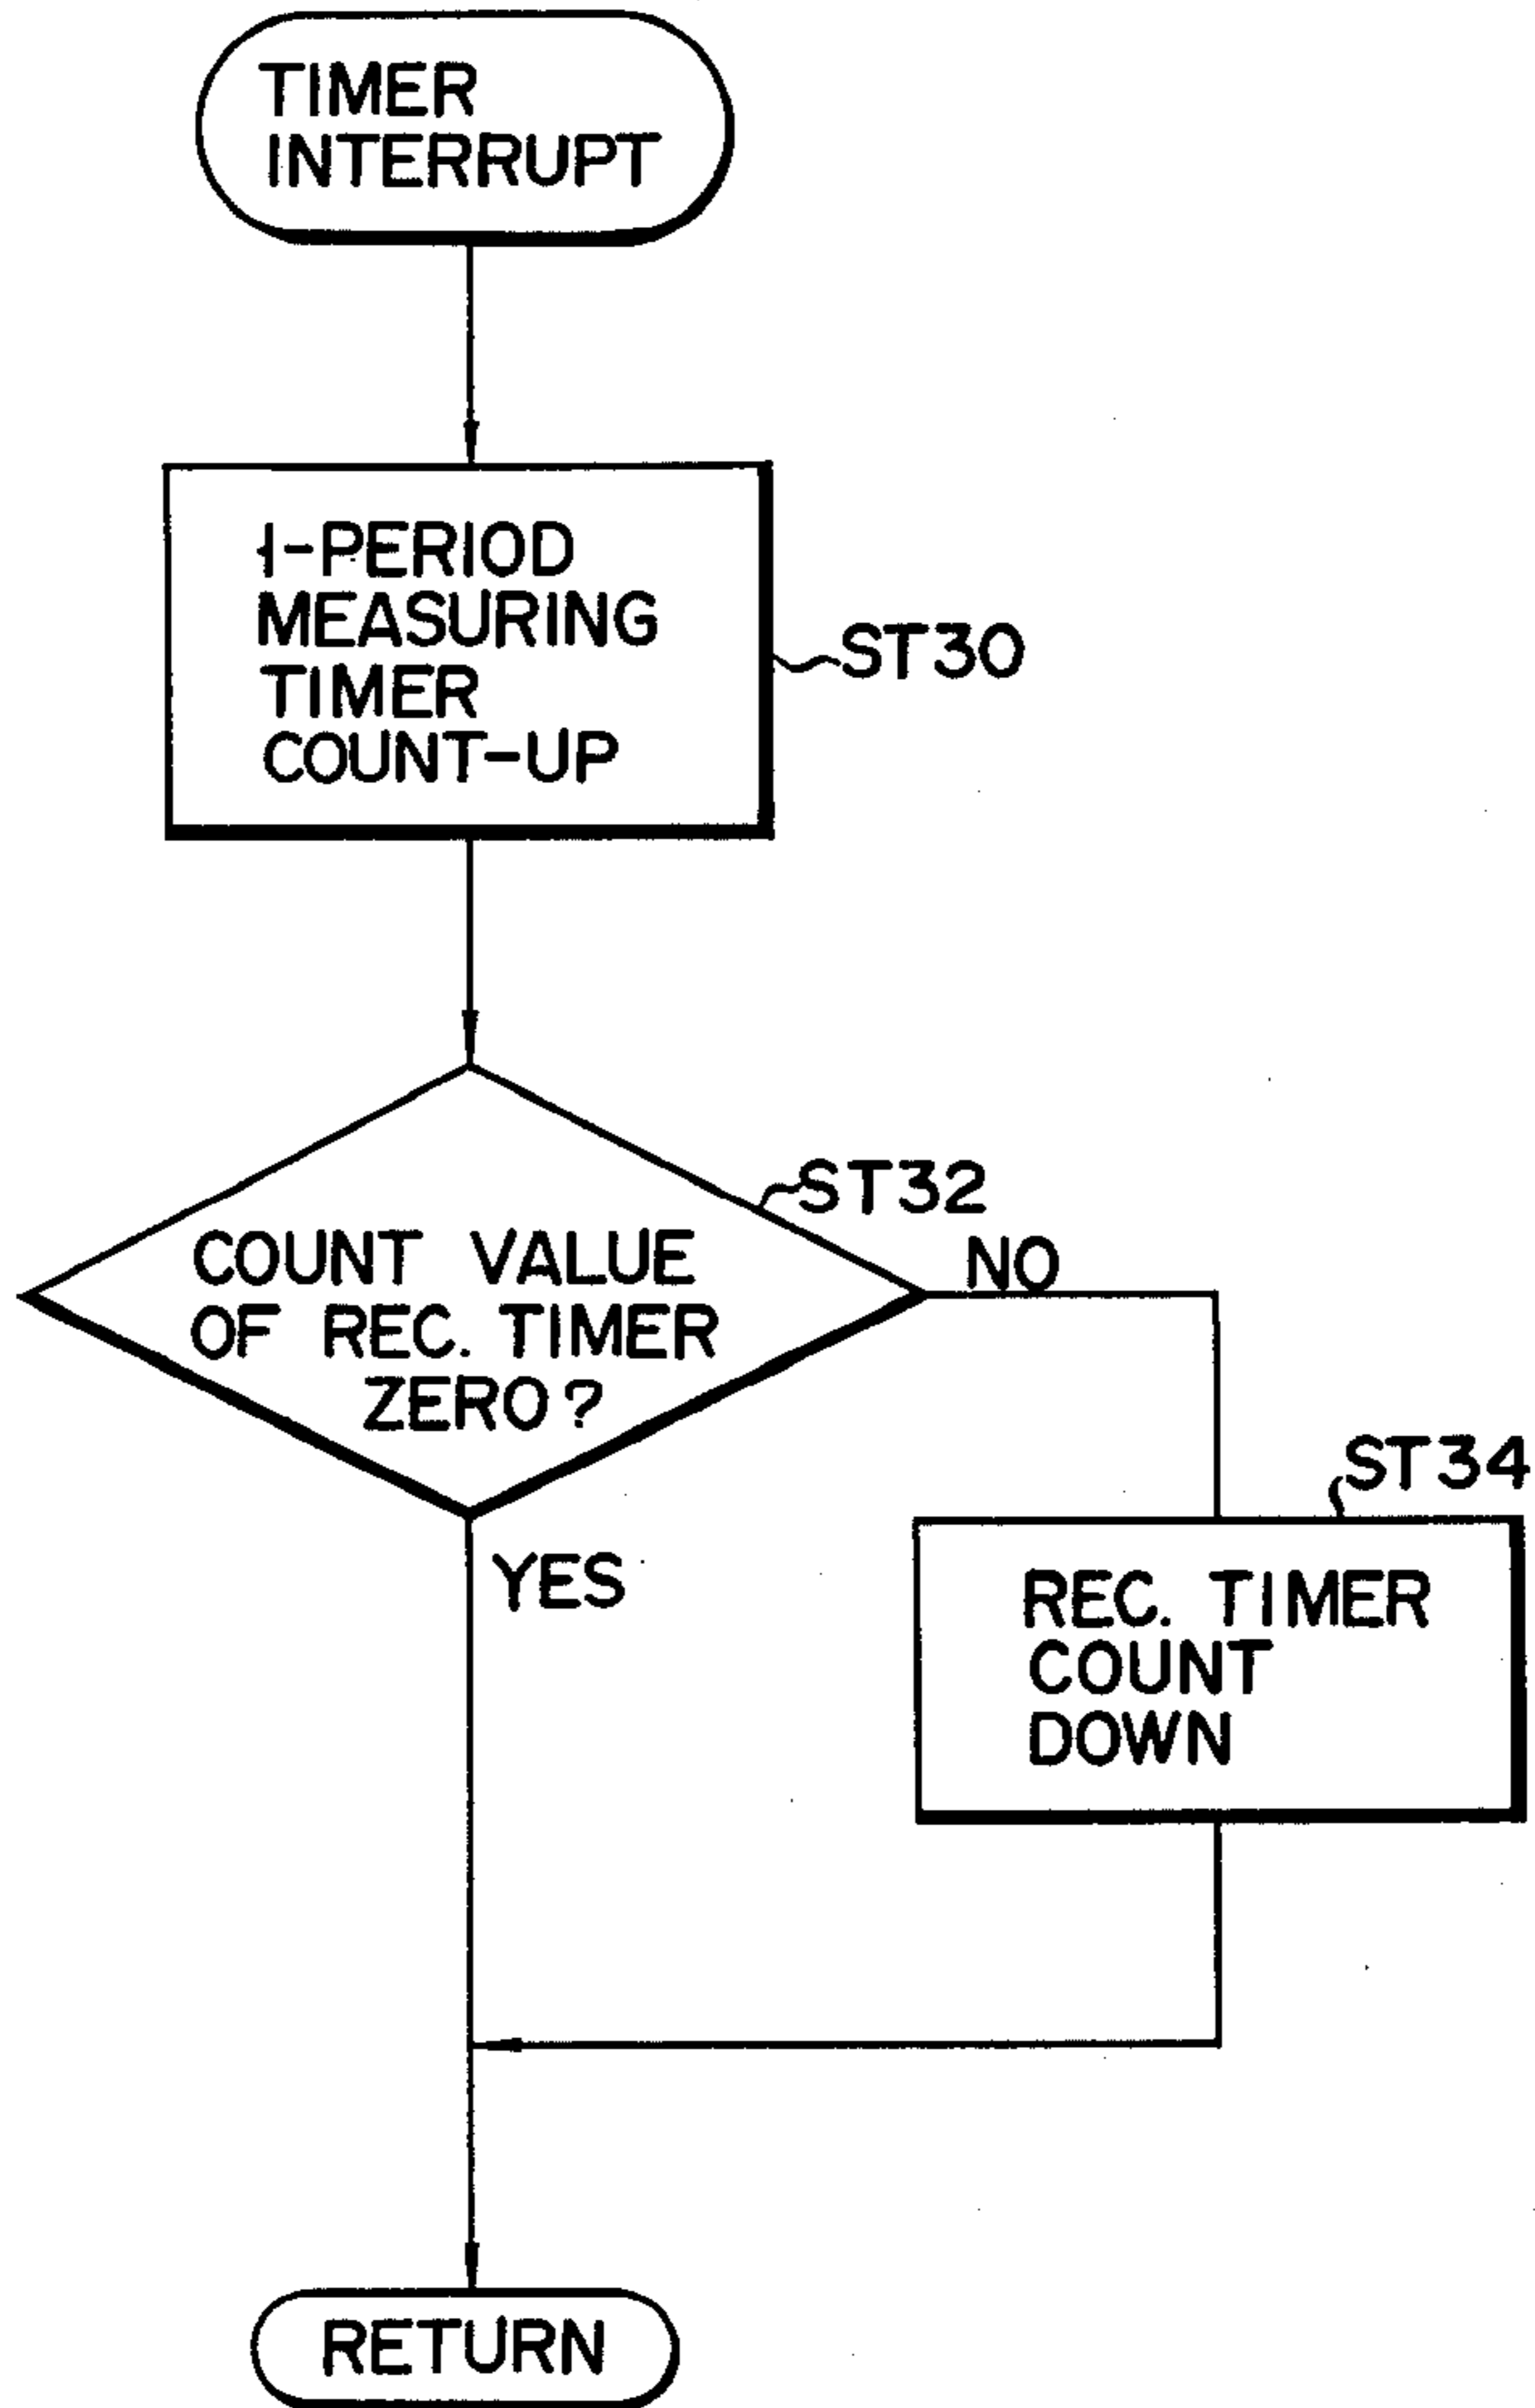 TIMER
INTERRUPT
1-PERIOD
MEASURING
TIMER
COUNT-UP
ST30
ST32
COUNT VALUE
OF REC. TIMER
ZERO?
NO
YES
ST34
REC. TIMER
COUNT
DOWN
RETURN